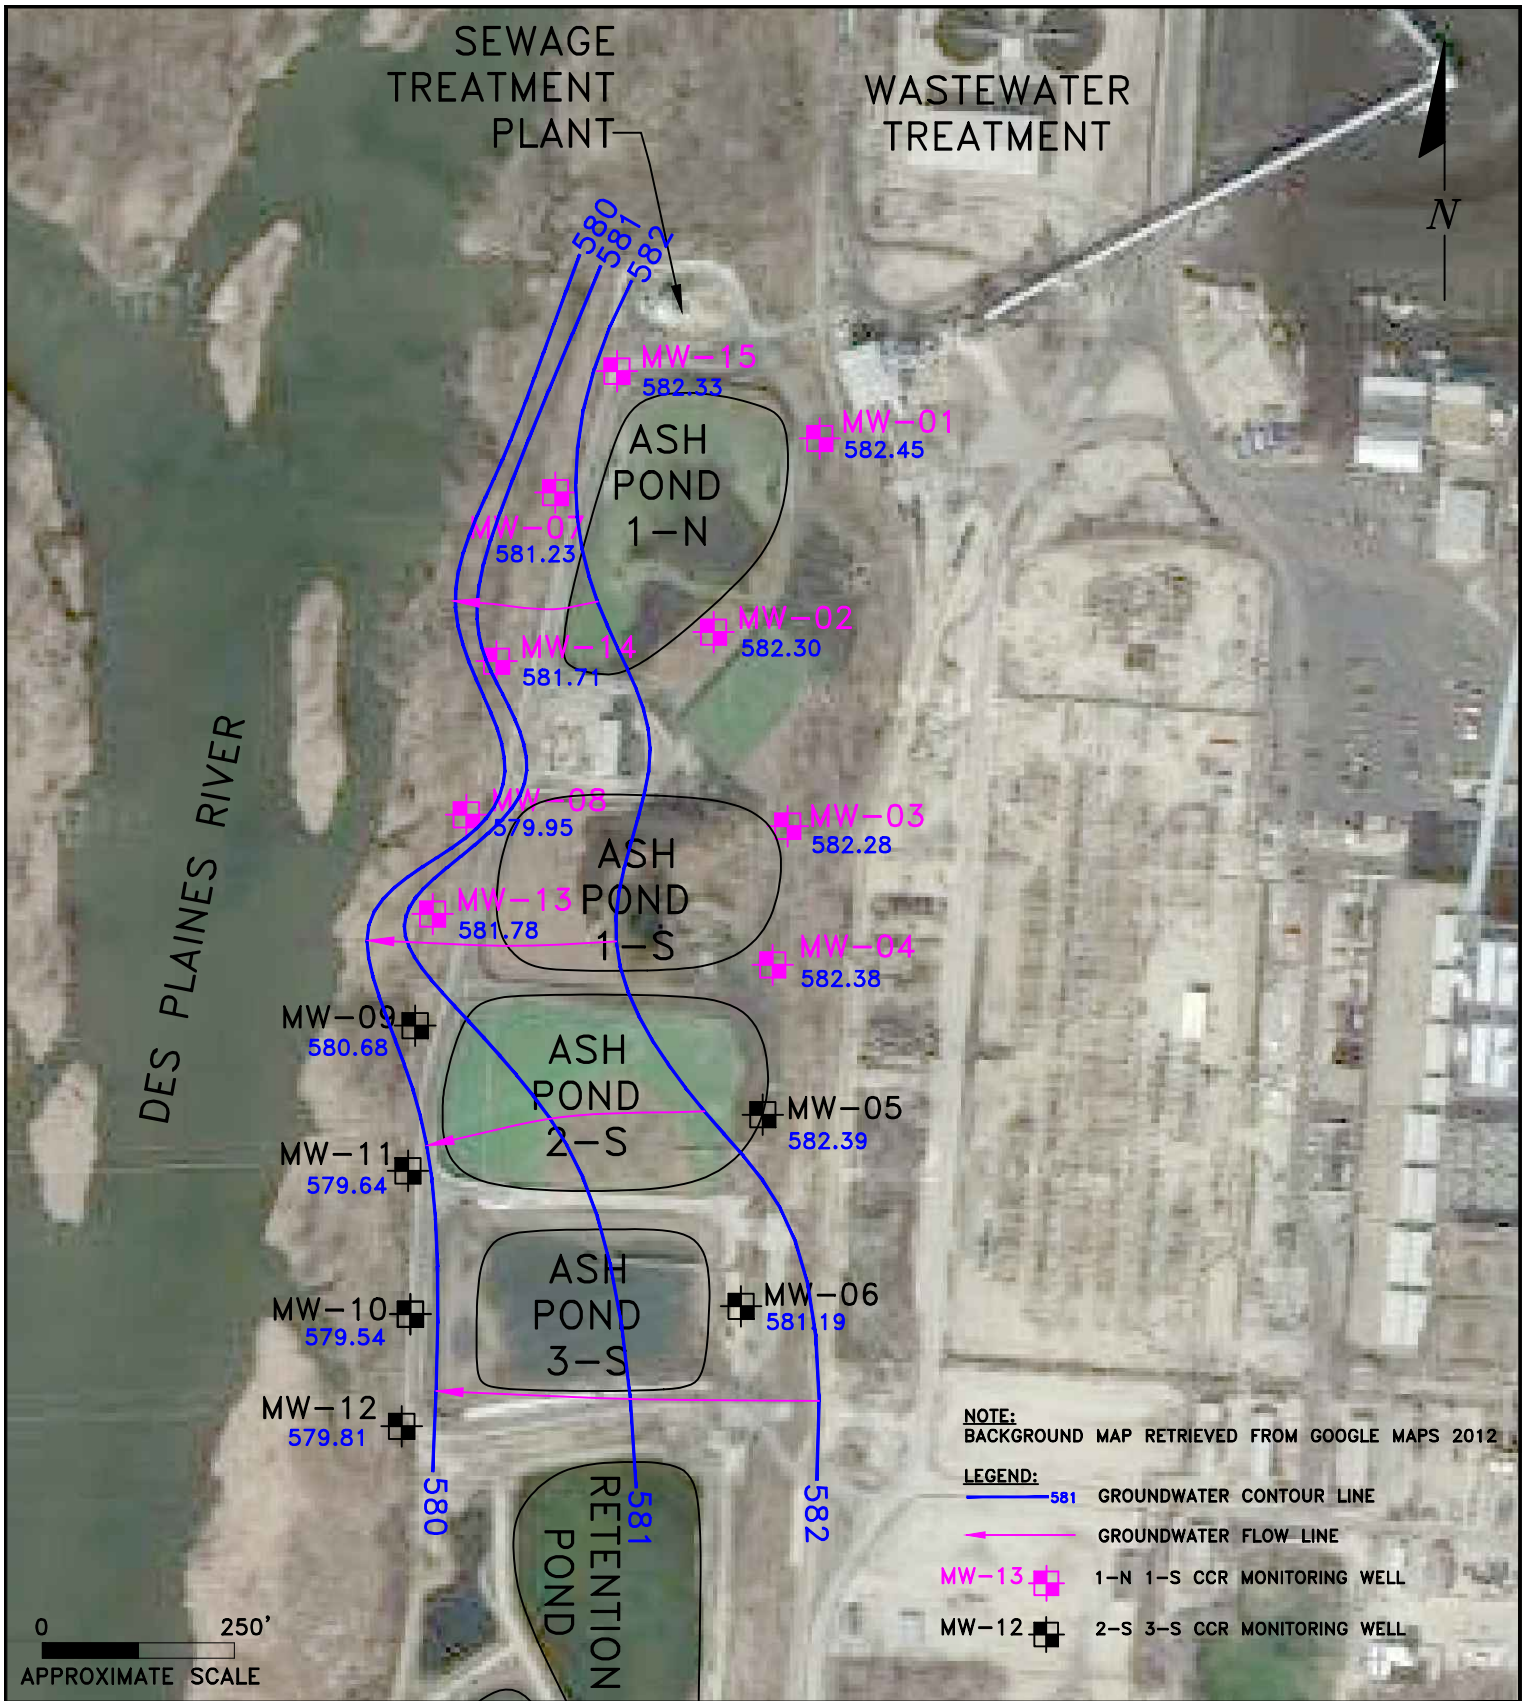 SEWAGE
TREATMENT
PLANT
WASTEWATER
TREATMENT
N
580
581
582
MW-15
582.33
MW-01
582.45
ASH
POND
1-N
MW-07
581.23
MW-02
582.30
MW-14
581.71
DES PLAINES RIVER
MW-08
579.95
MW-03
582.28
ASH
POND
1-S
MW-13
581.78
MW-04
582.38
MW-09
580.68
ASH
POND
2-S
MW-05
582.39
MW-11
579.64
ASH
POND
3-S
MW-06
581.19
MW-10
579.54
MW-12
579.81
580
581
582
RETENTION
POND
NOTE:
BACKGROUND MAP RETRIEVED FROM GOOGLE MAPS 2012
LEGEND:
581 GROUNDWATER CONTOUR LINE
GROUNDWATER FLOW LINE
MW-13 1-N 1-S CCR MONITORING WELL
MW-12 2-S 3-S CCR MONITORING WELL
0 250'
APPROXIMATE SCALE